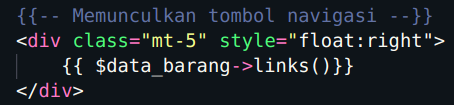 {{-- Memunculkan tombol navigasi --}}
<div class="mt-5" style="float:right">
    {{ $data_barang->links()}}
</div>